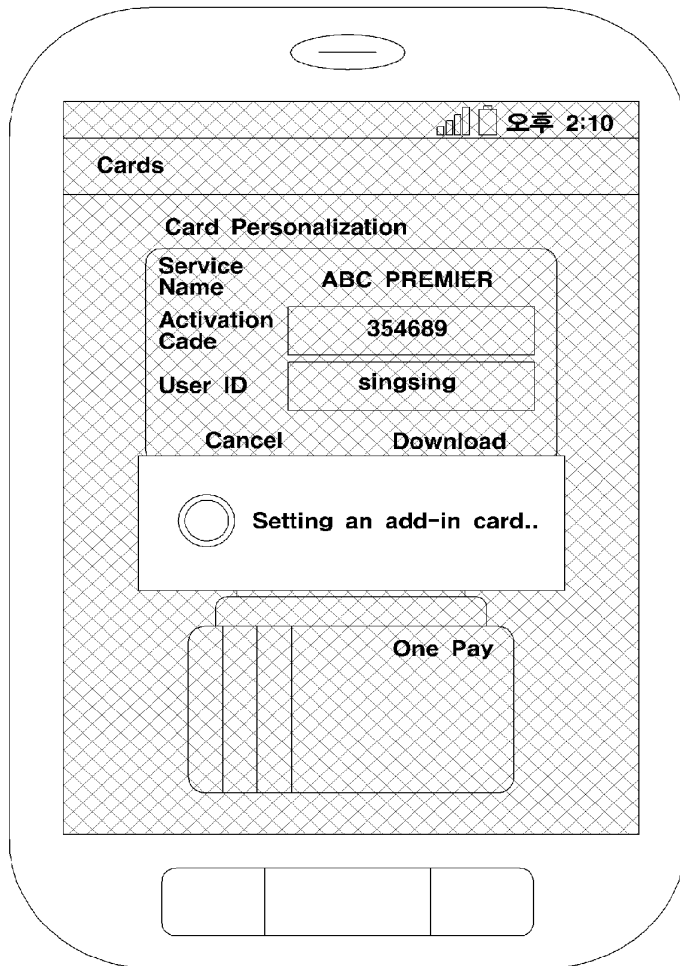 오후 2:10
Cards
Card Personalization
Service
Name
ABC PREMIER
Activation
Cade
354689
User ID
singsing
Cancel Download
Setting an add-in card..
One Pay